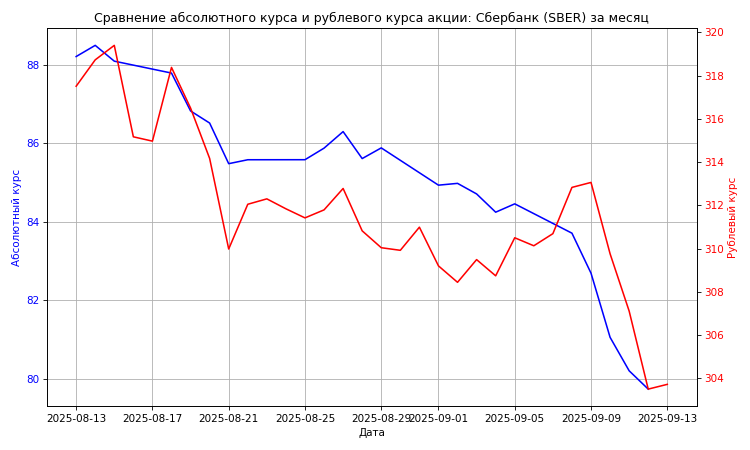 Сравнение абсолютного курса и рублевого курса акции: Сбербанк (SBER) за месяц
Абсолютный курс
88
86
84
82
80
Рублевый курс
320
318
316
314
312
310
308
306
304
2025-08-13 2025-08-17 2025-08-21 2025-08-25 2025-08-29 2025-09-01 2025-09-05 2025-09-09 2025-09-13
Дата